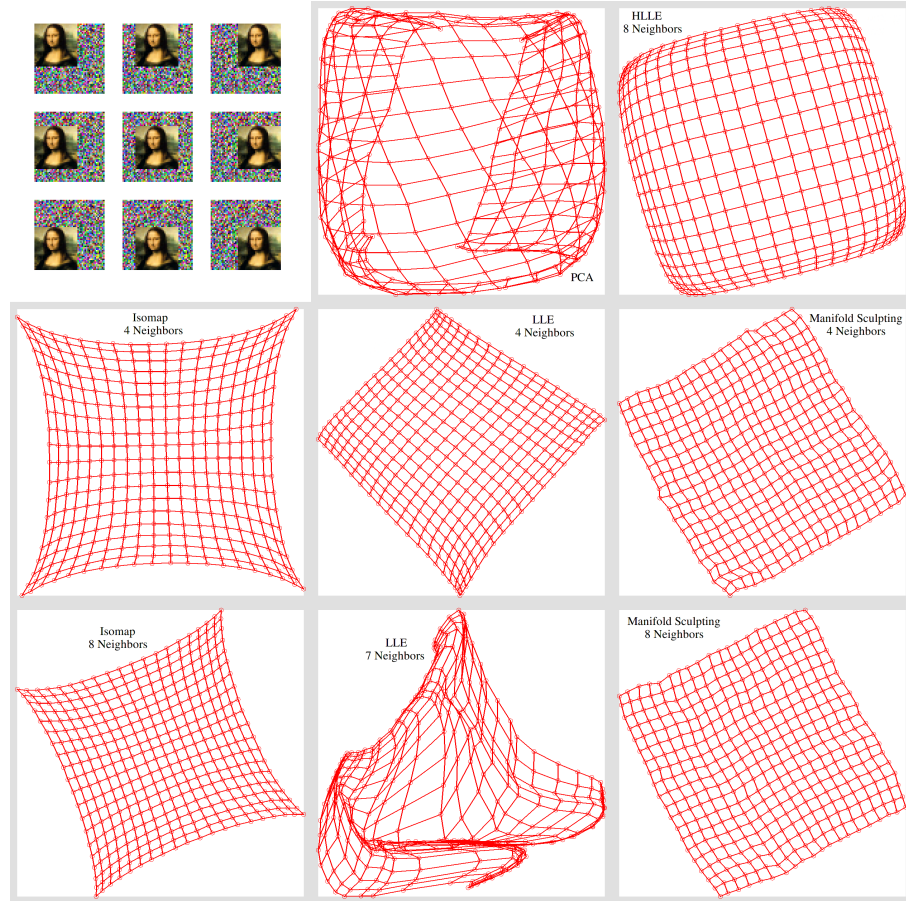 PCA
HLLE
8 Neighbors
Isomap
4 Neighbors
LLE
4 Neighbors
Manifold Sculpting
4 Neighbors
Isomap
8 Neighbors
LLE
7 Neighbors
Manifold Sculpting
8 Neighbors